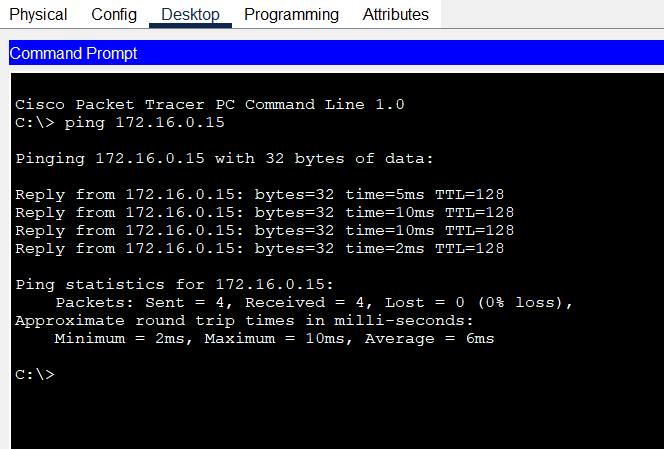 Physical Config Desktop Programming Attributes
Command Prompt
Cisco Packet Tracer PC Command Line 1.0
C:\> ping 172.16.0.15
Pinging 172.16.0.15 with 32 bytes of data:
Reply from 172.16.0.15: bytes=32 time=5ms TTL=128
Reply from 172.16.0.15: bytes=32 time=10ms TTL=128
Reply from 172.16.0.15: bytes=32 time=10ms TTL=128
Reply from 172.16.0.15: bytes=32 time=2ms TTL=128
Ping statistics for 172.16.0.15:
Packets: Sent = 4, Received = 4, Lost = 0 (0% loss),
Approximate round trip times in milli-seconds:
Minimum = 2ms, Maximum = 10ms, Average = 6ms
C:\>